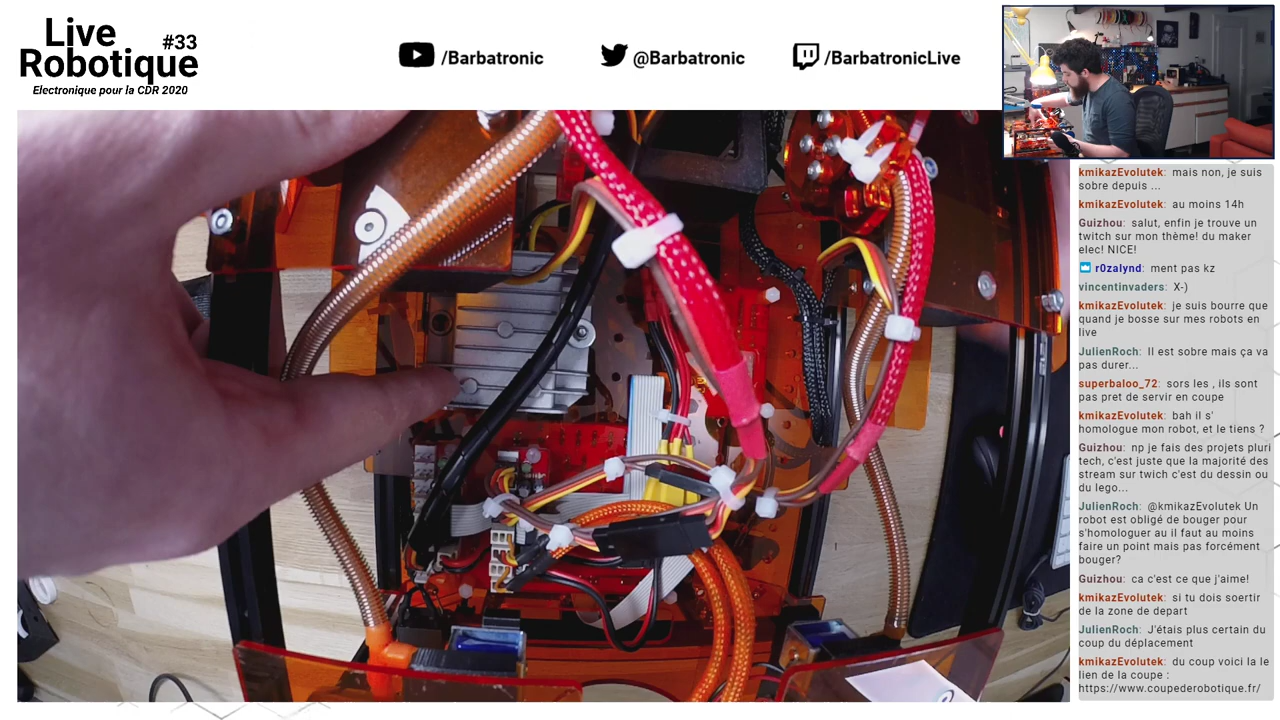 Live
Robotique #33
Electronique pour la CDR 2020
/Barbatronic
@Barbatronic
/BarbatronicLive
kmikazEvolutek: mais non, je suis
sobre depuis ...
kmikazEvolutek: au moins 14h
Guizhou: salut, enfin je trouve un
twitch sur mon thème! du maker
elec! NICE!
r0zalynd: ment pas kz
vincentinvaders: X-)
kmikazEvolutek: je suis bourre que
quand je bosse sur mes robots en
live
JulienRoch: Il est sobre mais ça va
pas durer...
superbaloo_72: sors les , ils sont
pas pret de servir en coupe
kmikazEvolutek: bah il s'
homologue mon robot, et le tiens ?
Guizhou: np je fais des projets pluri
tech, c'est juste que la majorité des
stream sur twich c'est du dessin ou
du lego...
JulienRoch: @kmikazEvolutek Un
robot est obligé de bouger pour
s'homologuer au il faut au moins
faire un point mais pas forcément
bouger?
Guizhou: ca c'est ce que j'aime!
kmikazEvolutek: si tu dois soertir
de la zone de depart
JulienRoch: J'étais plus certain du
coup du déplacement
kmikazEvolutek: du coup voici la le
lien de la coupe :
https://www.coupederobotique.fr/